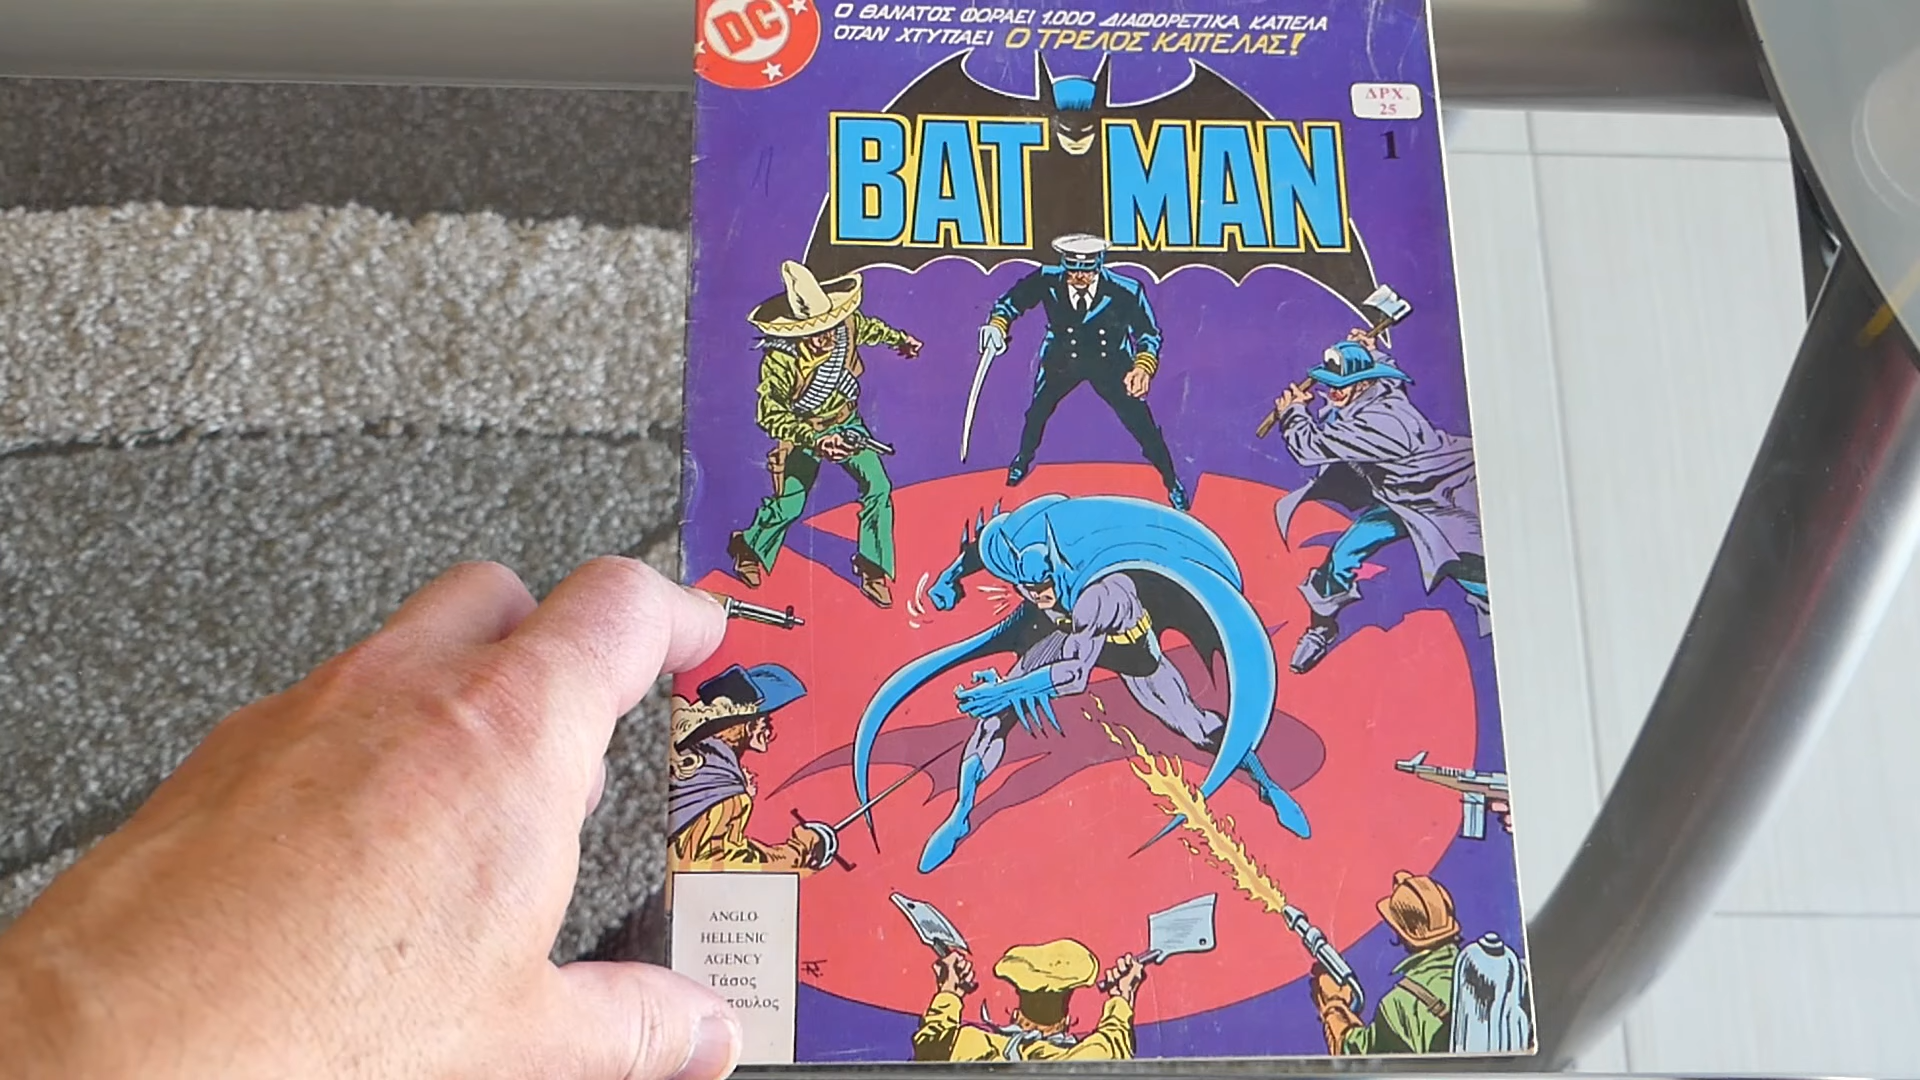 DC
Ο ΘΑΝΑΤΟΣ ΦΟΡΑΕΙ 1.000 ΔΙΑΦΟΡΕΤΙΚΑ ΚΑΠΕΛΑ
ΟΤΑΝ ΧΤΥΠΑΕΙ Ο ΤΡΕΛΟΣ ΚΑΠΕΛΑΣ!
ΔΡΧ.
25
1
BATMAN
ANGLO-
HELLENIC
AGENCY
Τάσος